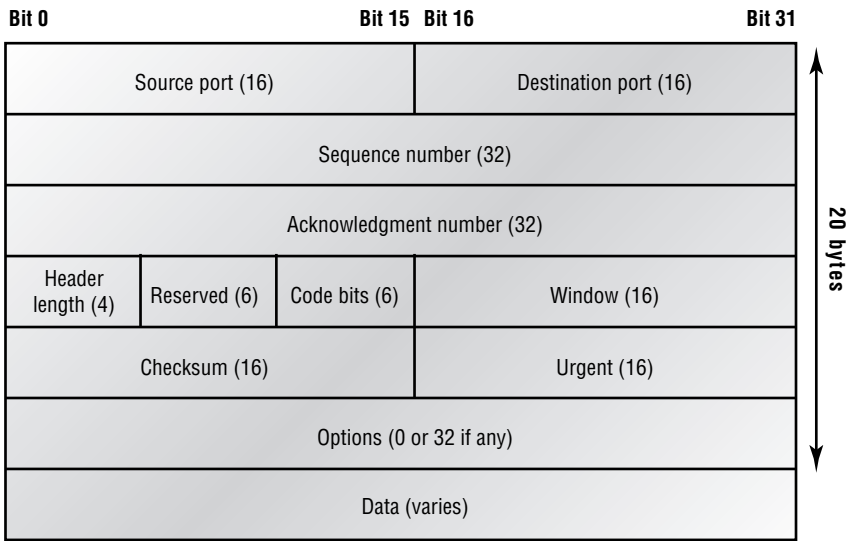 Bit 0 Bit 15 Bit 16 Bit 31
Source port (16) Destination port (16)
Sequence number (32)
Acknowledgment number (32)
Header
length (4) Reserved (6) Code bits (6) Window (16)
Checksum (16) Urgent (16)
Options (0 or 32 if any)
Data (varies)
20 bytes